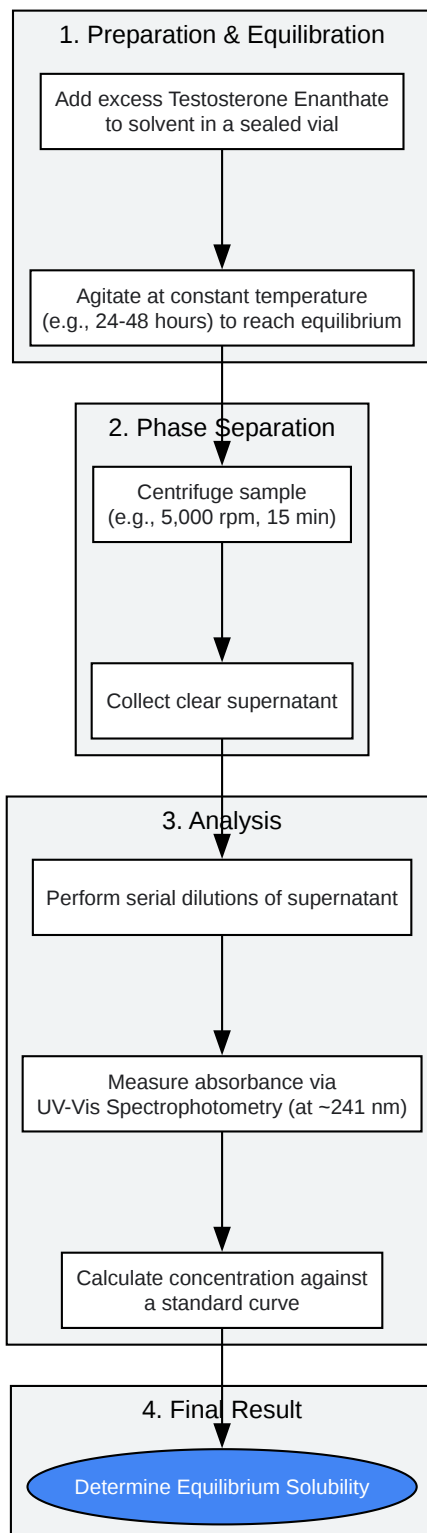 1. Preparation & Equilibration
Add excess Testosterone Enanthate
to solvent in a sealed vial
Agitate at constant temperature
(e.g., 24-48 hours) to reach equilibrium
2. Phase Separation
Centrifuge sample
(e.g., 5,000 rpm, 15 min)
Collect clear supernatant
3. Analysis
Perform serial dilutions of supernatant
Measure absorbance via
UV-Vis Spectrophotometry (at ~241 nm)
Calculate concentration against
a standard curve
4. Final Result
Determine Equilibrium Solubility